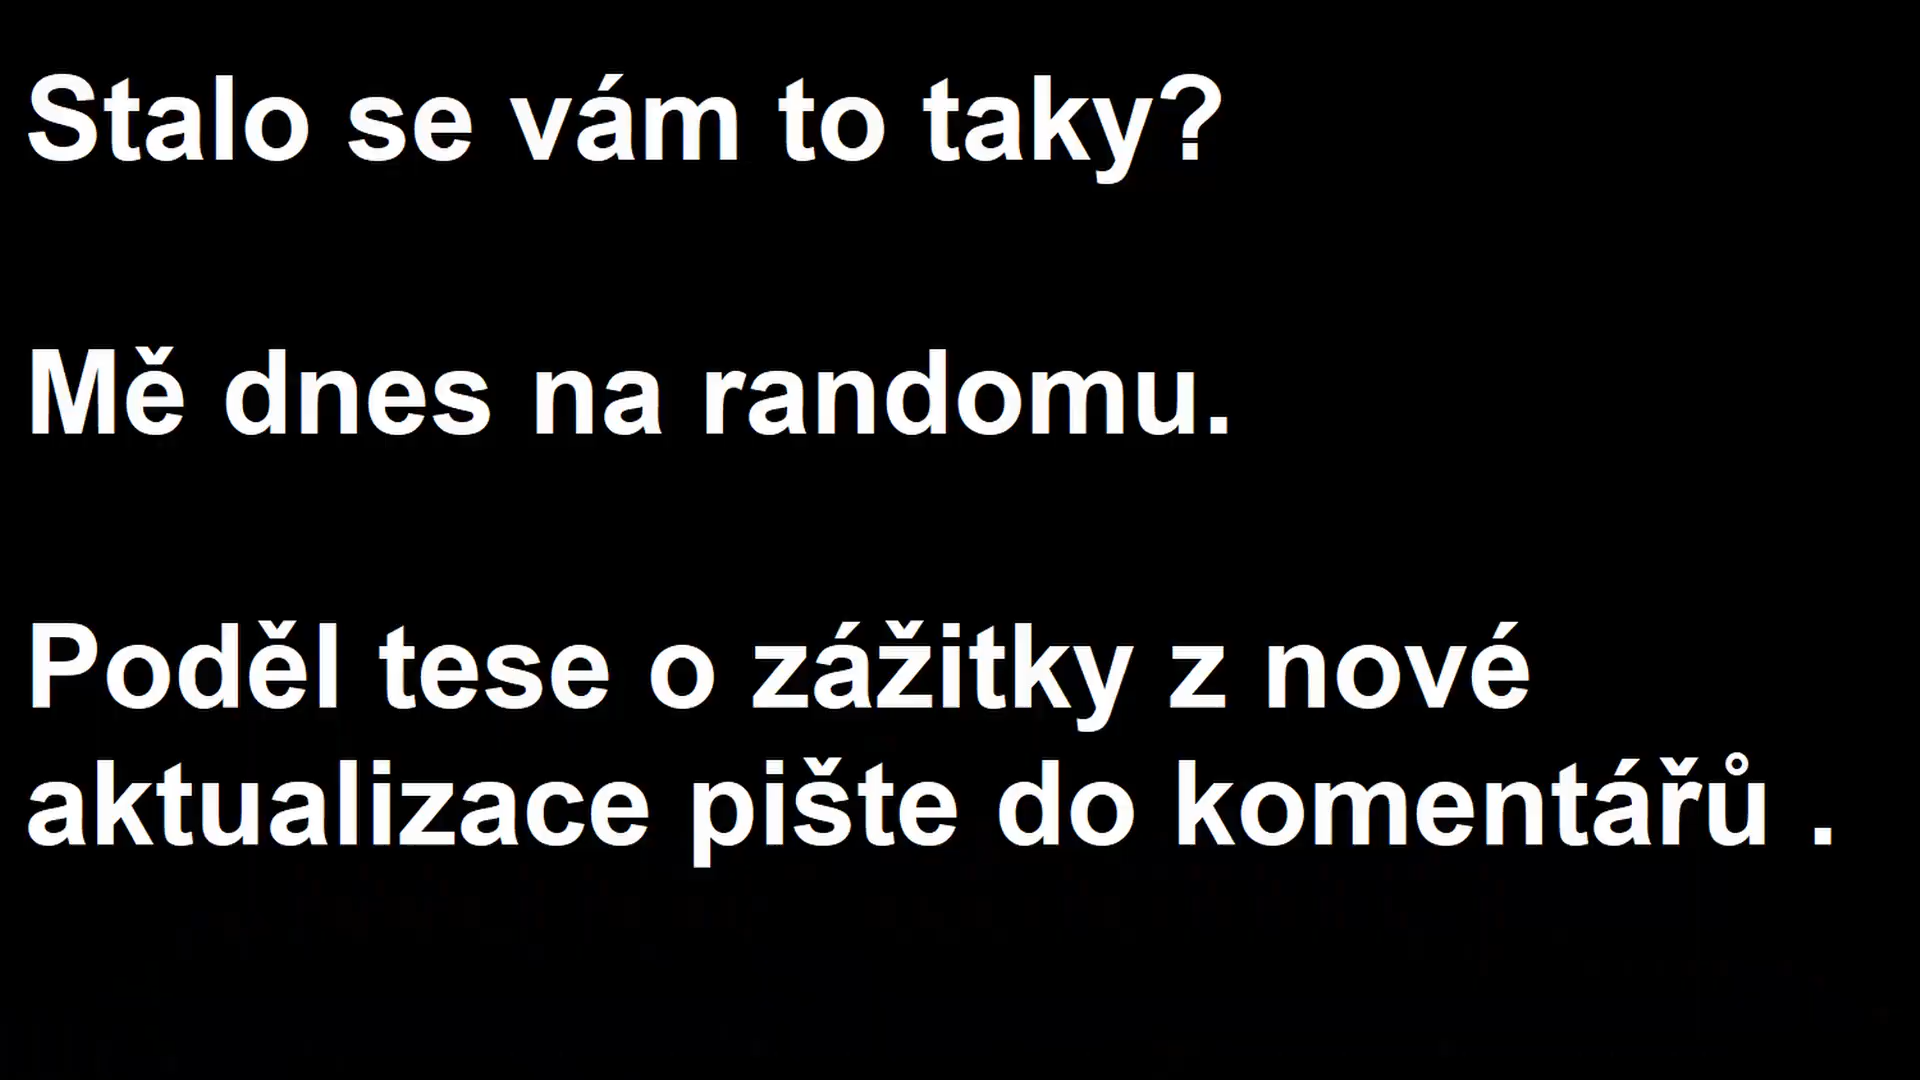 Stalo se vám to taky?
Mě dnes na randomu.
Poděl tese o zážitky z nové
aktualizace pište do komentářů .